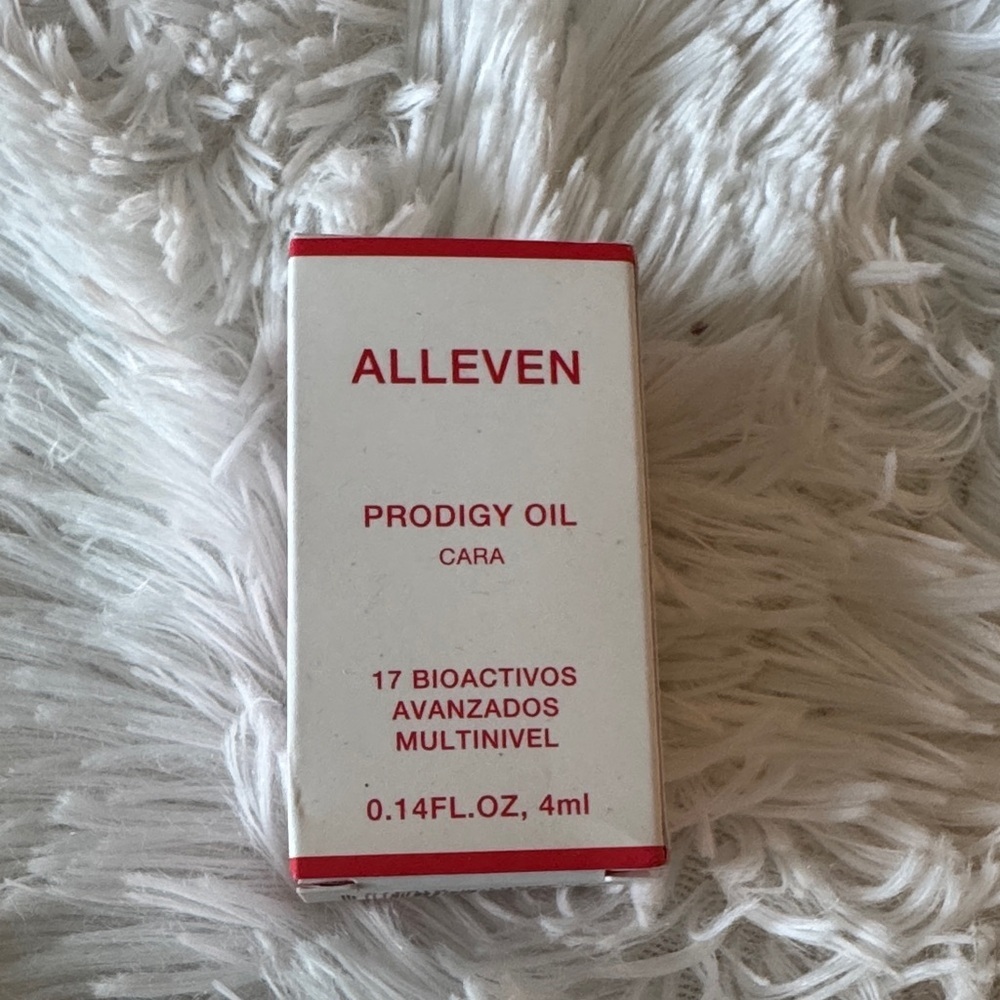 ALLEVEN
PRODIGY OIL
CARA
17 BIOACTIVOS
AVANZADOS
MULTINIVEL
0.14FL.OZ, 4ml